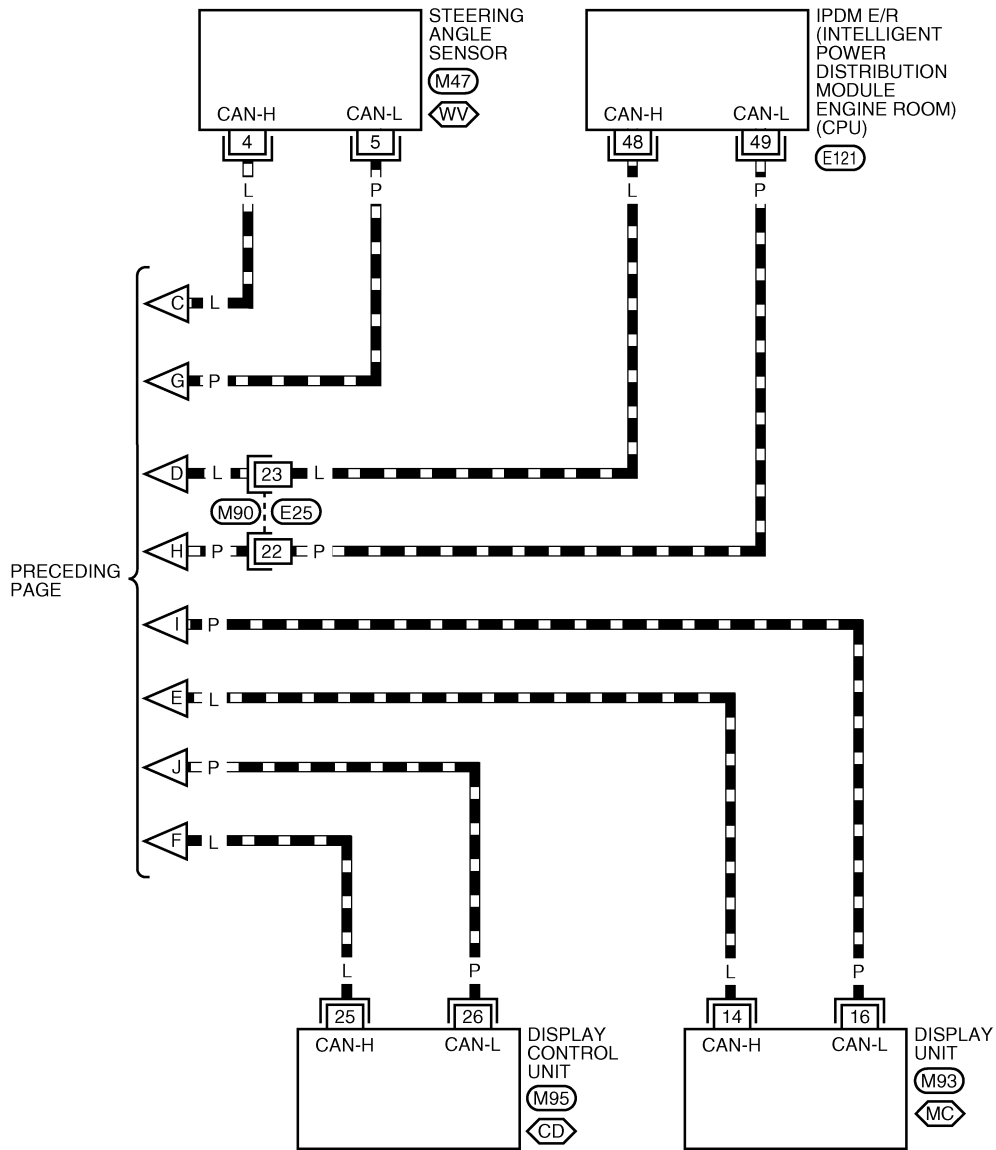 STEERING
ANGLE
SENSOR
M47
WV
CAN-H
CAN-L
4
5
L
P
IPDM E/R
(INTELLIGENT
POWER
DISTRIBUTION
MODULE
ENGINE ROOM)
(CPU)
E121
CAN-H
CAN-L
48
49
L
P
C L
G P
D L 23 L
M90 E25
H P 22 P
PRECEDING
PAGE
I P
E L
J P
F L
L
P
L
P
25
26
CAN-H
CAN-L
DISPLAY
CONTROL
UNIT
M95
CD
14
16
CAN-H
CAN-L
DISPLAY
UNIT
M93
MC